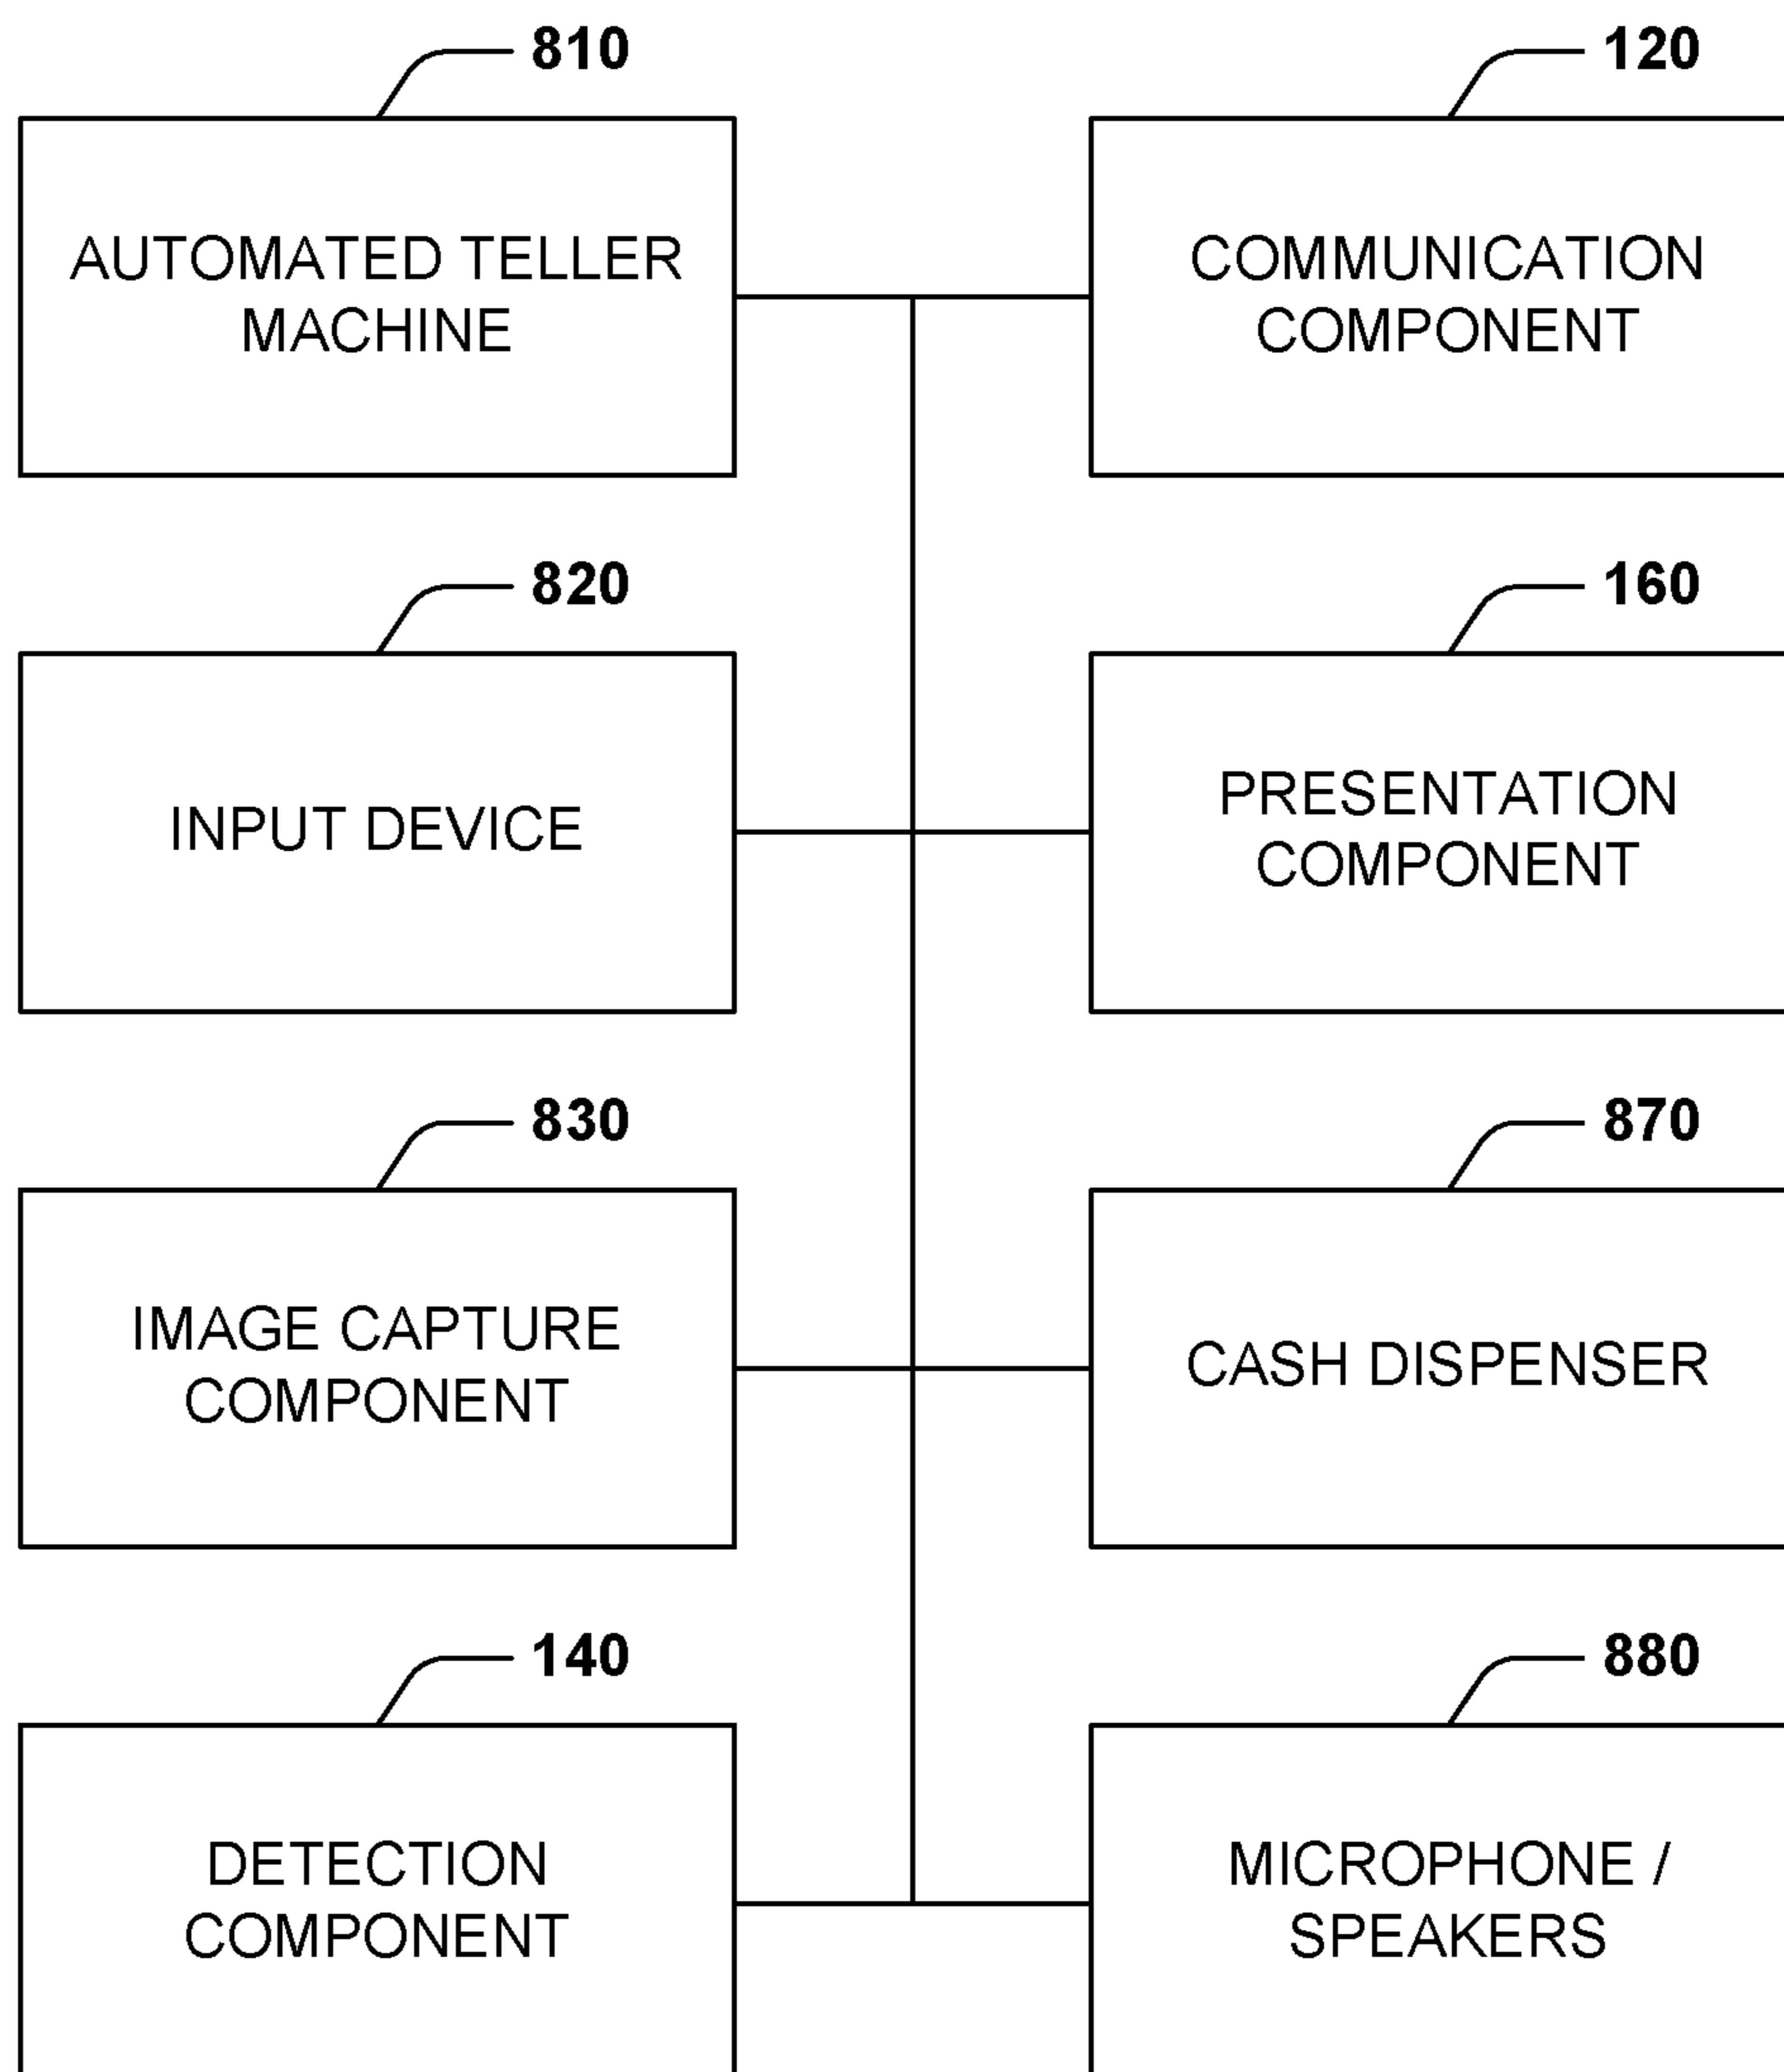 810
AUTOMATED TELLER
MACHINE
120
COMMUNICATION
COMPONENT
820
INPUT DEVICE
160
PRESENTATION
COMPONENT
830
IMAGE CAPTURE
COMPONENT
870
CASH DISPENSER
140
DETECTION
COMPONENT
880
MICROPHONE /
SPEAKERS